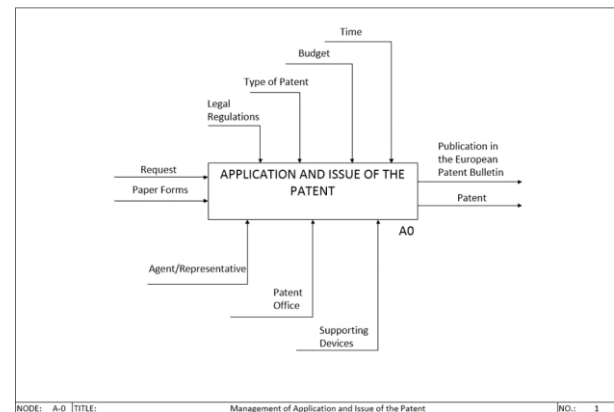 Time
Budget
Type of Patent
Legal
Regulations
Request
Paper Forms
APPLICATION AND ISSUE OF THE
PATENT
A0
Publication in
the European
Patent Bulletin
Patent
Agent/Representative
Patent
Office
Supporting
Devices
NODE: A-0 TITLE: Management of Application and Issue of the Patent NO.: 1